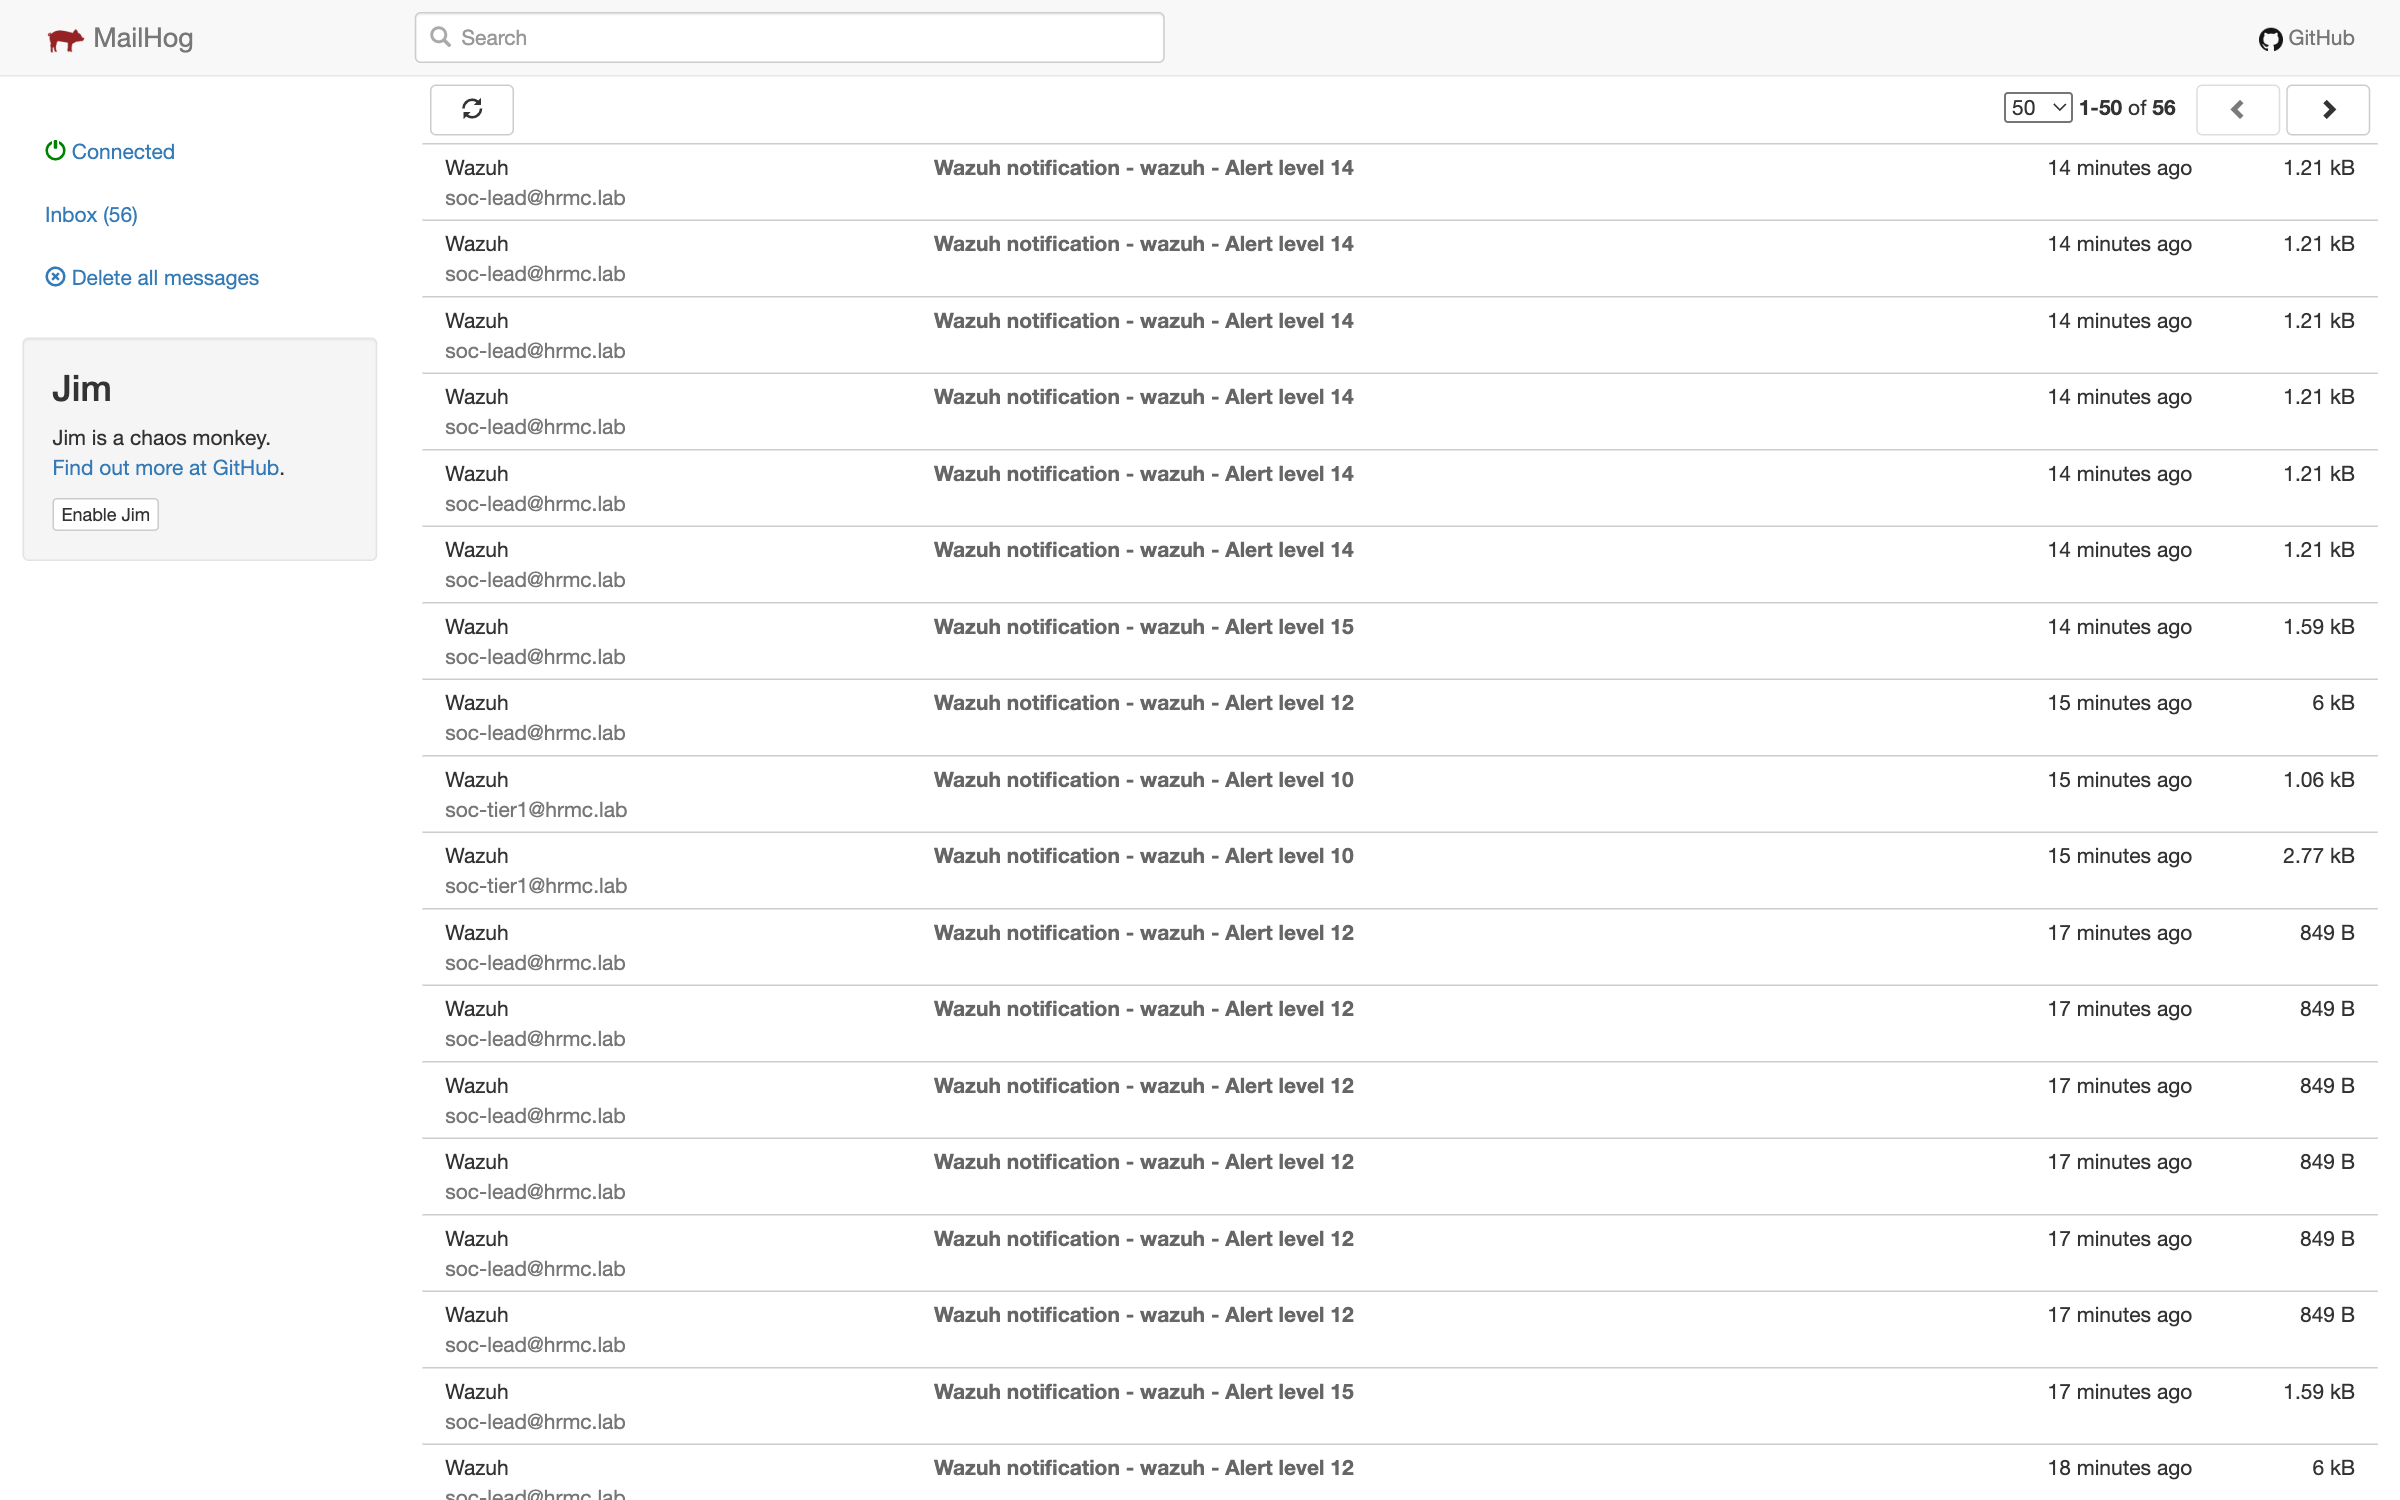 MailHog
Search
GitHub
Connected
Inbox (56)
Delete all messages
Jim
Jim is a chaos monkey.
Find out more at GitHub.
Enable Jim
50 1-50 of 56
Wazuh Wazuh notification - wazuh - Alert level 14 14 minutes ago 1.21 kB
soc-lead@hrmc.lab
Wazuh Wazuh notification - wazuh - Alert level 14 14 minutes ago 1.21 kB
soc-lead@hrmc.lab
Wazuh Wazuh notification - wazuh - Alert level 14 14 minutes ago 1.21 kB
soc-lead@hrmc.lab
Wazuh Wazuh notification - wazuh - Alert level 14 14 minutes ago 1.21 kB
soc-lead@hrmc.lab
Wazuh Wazuh notification - wazuh - Alert level 14 14 minutes ago 1.21 kB
soc-lead@hrmc.lab
Wazuh Wazuh notification - wazuh - Alert level 14 14 minutes ago 1.21 kB
soc-lead@hrmc.lab
Wazuh Wazuh notification - wazuh - Alert level 15 14 minutes ago 1.59 kB
soc-lead@hrmc.lab
Wazuh Wazuh notification - wazuh - Alert level 12 15 minutes ago 6 kB
soc-lead@hrmc.lab
Wazuh Wazuh notification - wazuh - Alert level 10 15 minutes ago 1.06 kB
soc-tier1@hrmc.lab
Wazuh Wazuh notification - wazuh - Alert level 10 15 minutes ago 2.77 kB
soc-tier1@hrmc.lab
Wazuh Wazuh notification - wazuh - Alert level 12 17 minutes ago 849 B
soc-lead@hrmc.lab
Wazuh Wazuh notification - wazuh - Alert level 12 17 minutes ago 849 B
soc-lead@hrmc.lab
Wazuh Wazuh notification - wazuh - Alert level 12 17 minutes ago 849 B
soc-lead@hrmc.lab
Wazuh Wazuh notification - wazuh - Alert level 12 17 minutes ago 849 B
soc-lead@hrmc.lab
Wazuh Wazuh notification - wazuh - Alert level 12 17 minutes ago 849 B
soc-lead@hrmc.lab
Wazuh Wazuh notification - wazuh - Alert level 12 17 minutes ago 849 B
soc-lead@hrmc.lab
Wazuh Wazuh notification - wazuh - Alert level 15 17 minutes ago 1.59 kB
soc-lead@hrmc.lab
Wazuh Wazuh notification - wazuh - Alert level 12 18 minutes ago 6 kB
soc-lead@hrmc.lab